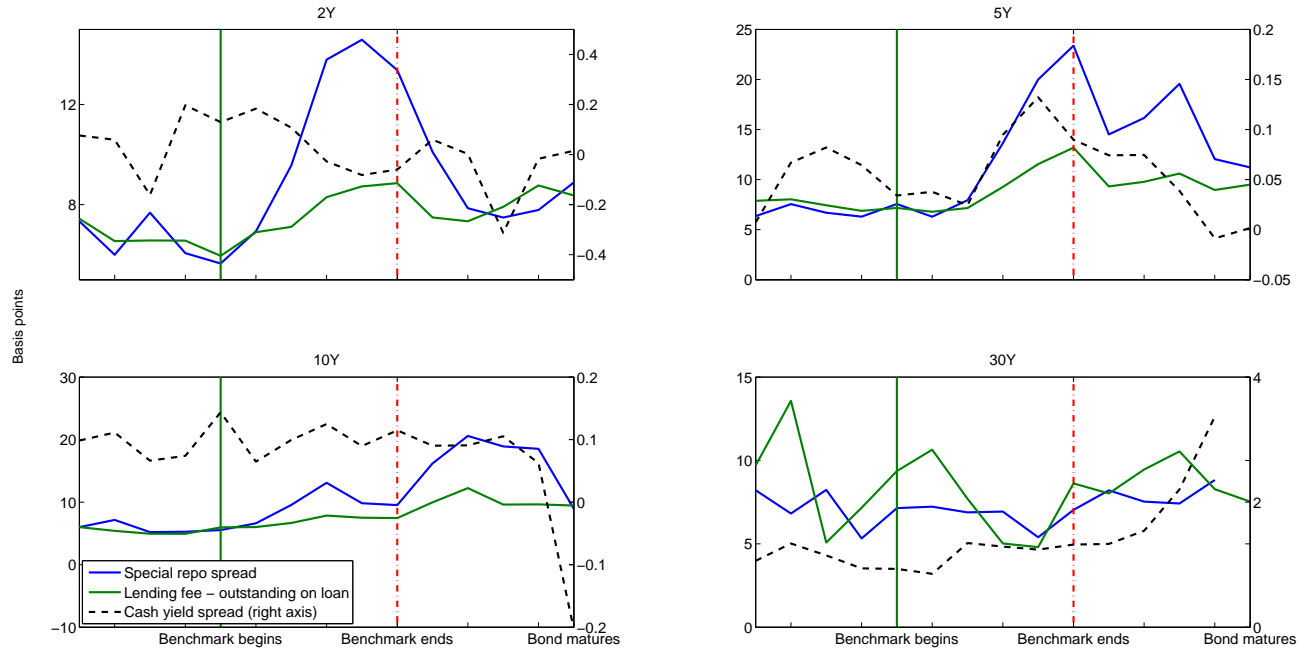 2Y
12
8
0.4
0.2
0
−0.2
−0.4
5Y
25
20
15
10
5
0
0.2
0.15
0.1
0.05
0
−0.05
Basis points
10Y
30
20
10
0
−10
0.2
0.1
0
−0.1
−0.2
Special repo spread
Lending fee − outstanding on loan
Cash yield spread (right axis)
Benchmark begins
Benchmark ends
Bond matures
30Y
15
10
5
0
4
2
0
Benchmark begins
Benchmark ends
Bond matures